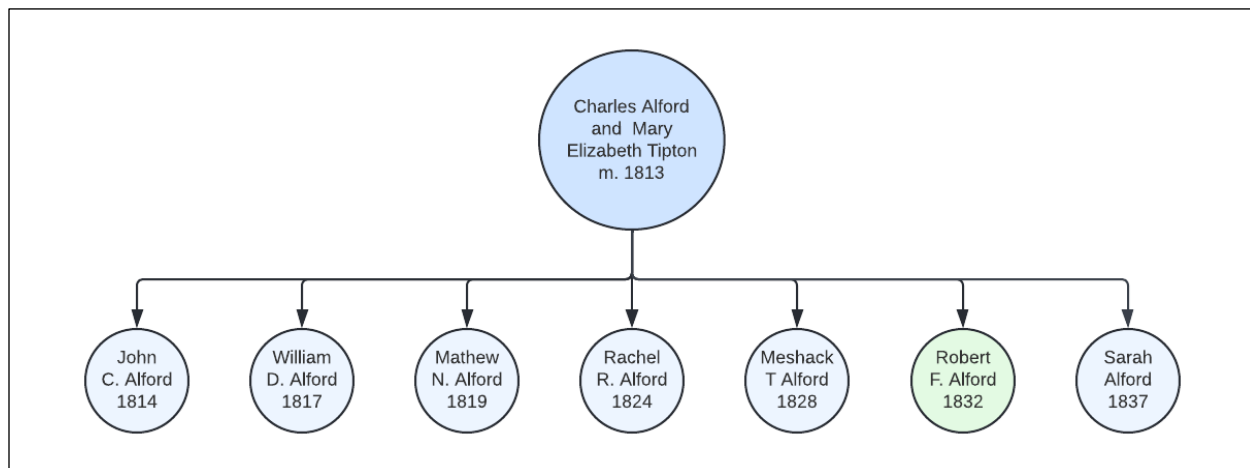 Charles Alford
and  Mary
Elizabeth Tipton
m. 1813
John
C. Alford
1814
William
D. Alford
1817
Mathew
N. Alford
1819
Rachel
R. Alford
1824
Meshack
T Alford
1828
Robert
F. Alford
1832
Sarah
Alford
1837